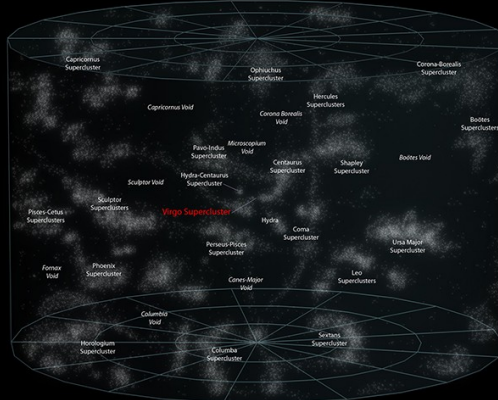 Capricornus
Supercluster
Ophiuchus
Supercluster
Corona-Borealis
Supercluster
Hercules
Superclusters
Capricornus Void
Corona Borealis
Void
Boötes
Superclusters
Microscopium
Void
Pavo-Indus
Supercluster
Centaurus
Supercluster
Shapley
Supercluster
Boötes Void
Hydra-Centaurus
Supercluster
Sculptor Void
Sculptor
Superclusters
Pisces-Cetus
Superclusters
Virgo Supercluster
Hydra
Coma
Supercluster
Perseus-Pisces
Supercluster
Ursa Major
Supercluster
Fornax
Void
Phoenix
Supercluster
Leo
Superclusters
Canes-Major
Void
Columba
Void
Horologium
Supercluster
Columba
Supercluster
Sextans
Supercluster